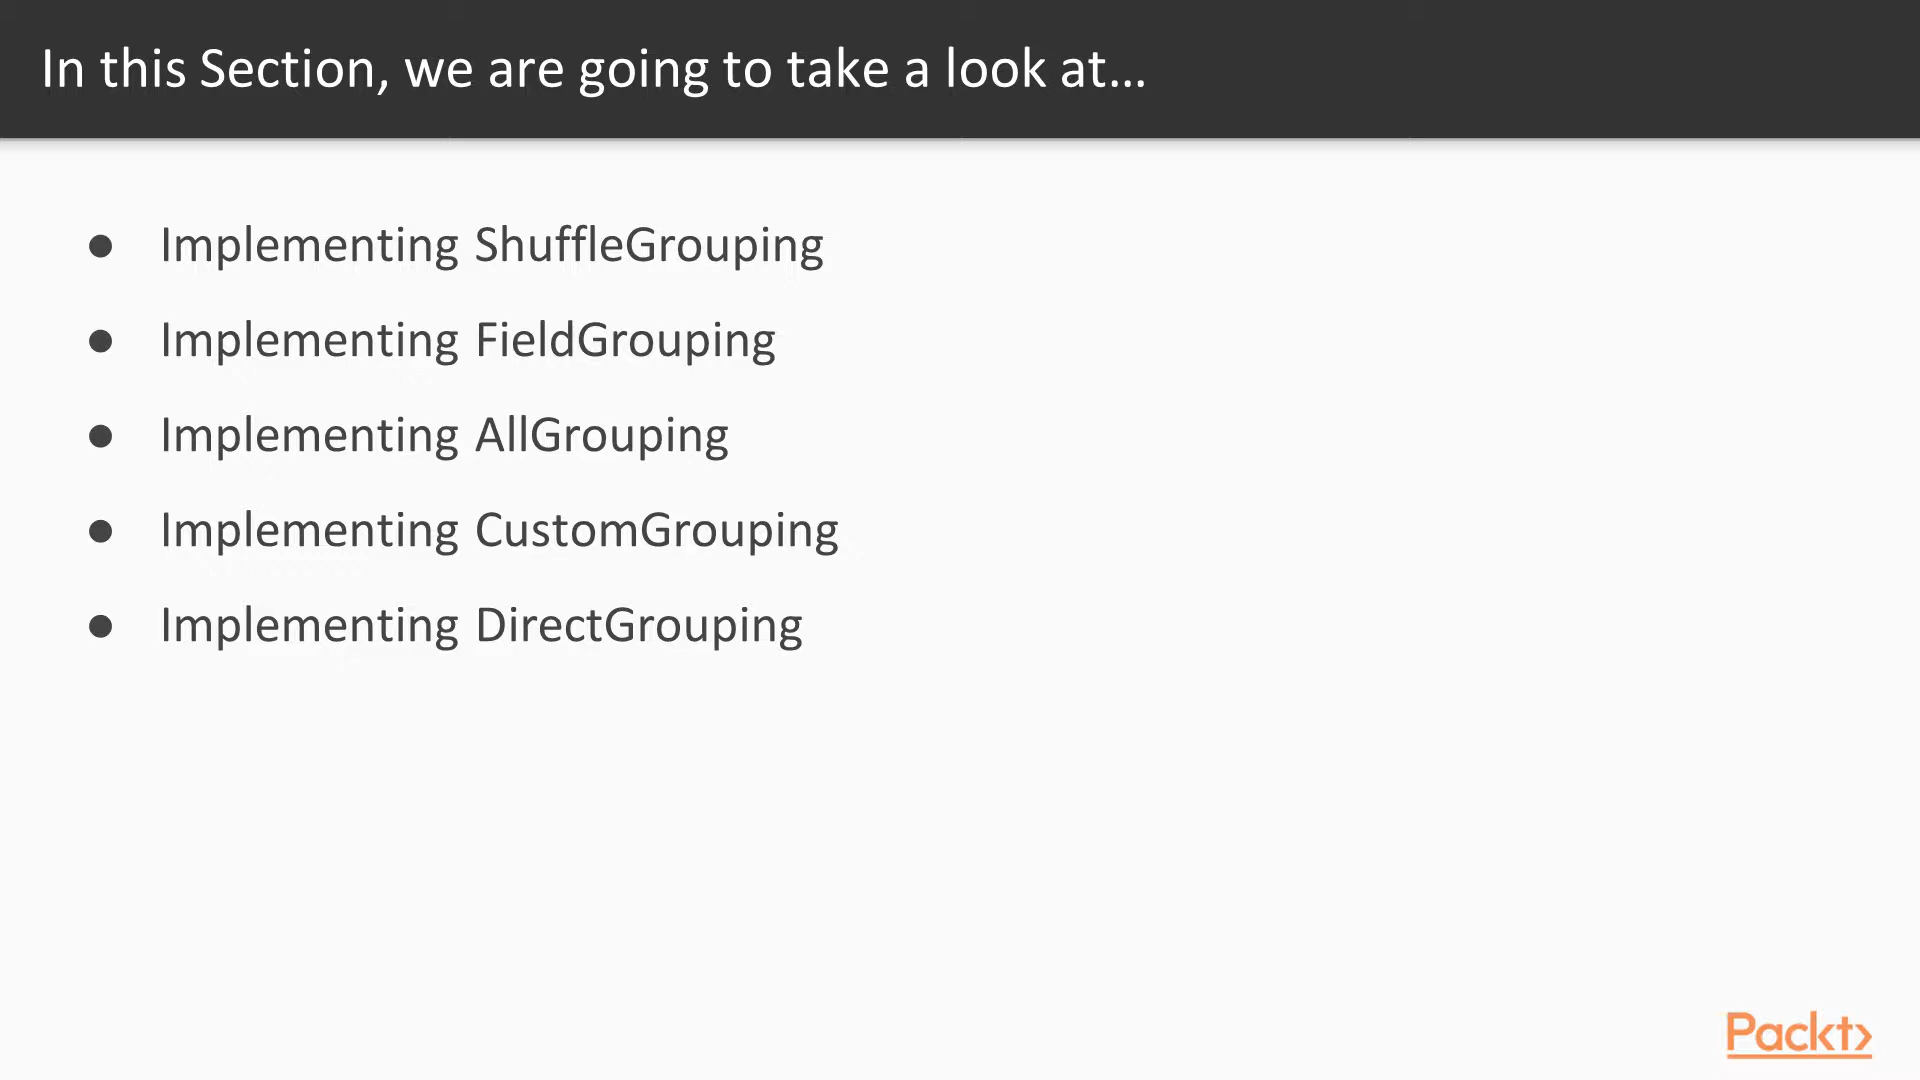 In this Section, we are going to take a look at...
● Implementing ShuffleGrouping
● Implementing FieldGrouping
● Implementing AllGrouping
● Implementing CustomGrouping
● Implementing DirectGrouping
Packt>